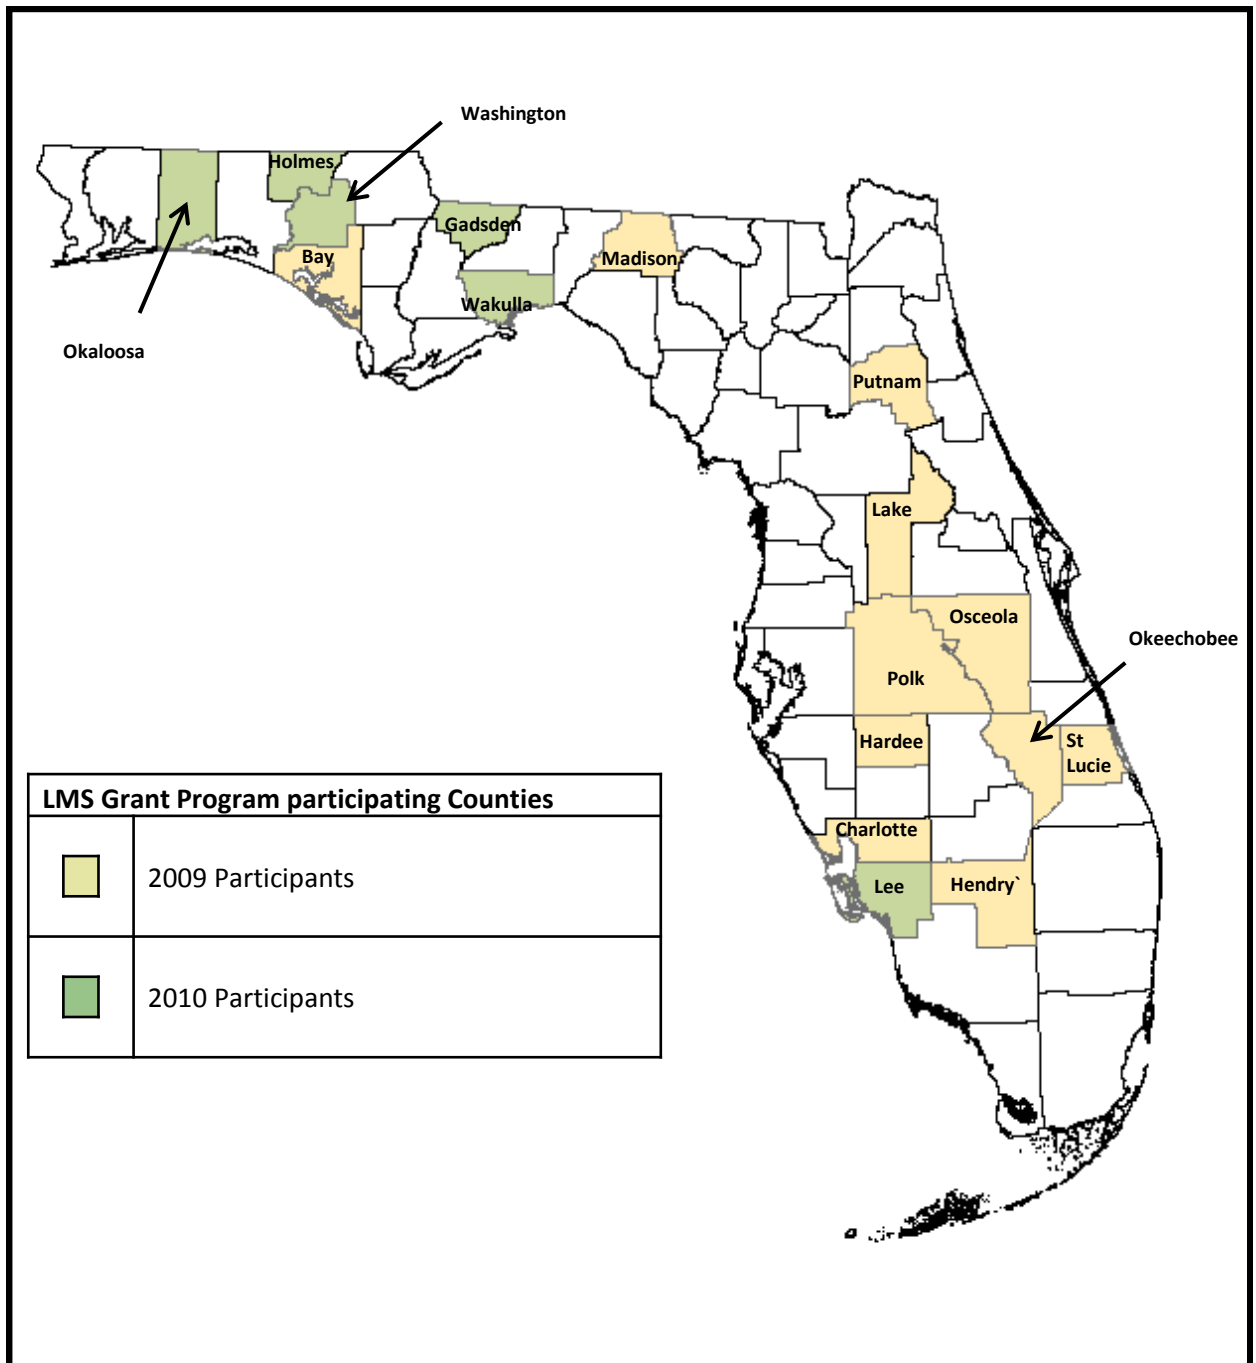 Washington
Holmes
Gadsden
Bay
Madison
Wakulla
Okaloosa
Putnam
Lake
Osceola
Okeechobee
Polk
Hardee
St
Lucie
Charlotte
Lee
Hendry`
LMS Grant Program participating Counties
2009 Participants
2010 Participants